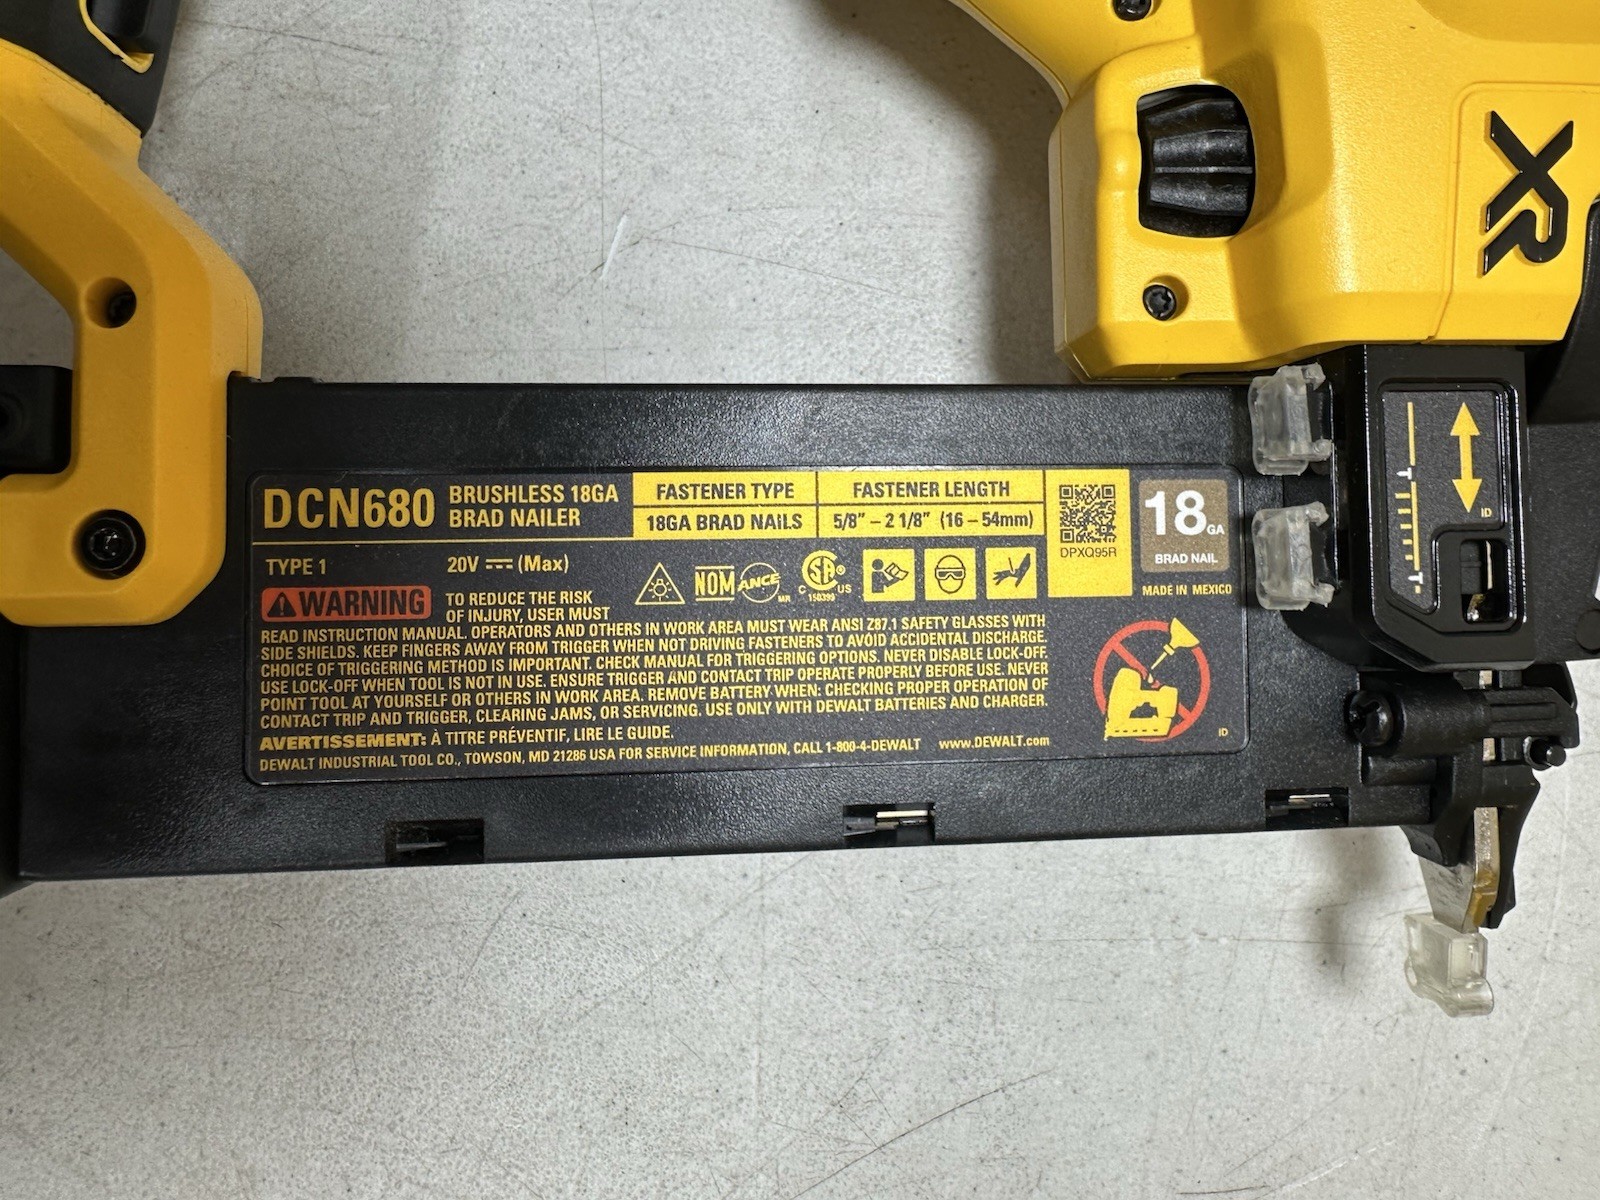 XR
DCN680
BRUSHLESS 18GA
BRAD NAILER
FASTENER TYPE
18GA BRAD NAILS
FASTENER LENGTH
5/8" – 2 1/8" (16 – 54mm)
DPXQ95R
18 GA
BRAD NAIL
MADE IN MEXICO
TYPE 1
20V (Max)
NOM
ANCE
MR
SA
®
C US
150399
WARNING TO REDUCE THE RISK
OF INJURY, USER MUST
READ INSTRUCTION MANUAL. OPERATORS AND OTHERS IN WORK AREA MUST WEAR ANSI Z87.1 SAFETY GLASSES WITH
SIDE SHIELDS. KEEP FINGERS AWAY FROM TRIGGER WHEN NOT DRIVING FASTENERS TO AVOID ACCIDENTAL DISCHARGE.
CHOICE OF TRIGGERING METHOD IS IMPORTANT. CHECK MANUAL FOR TRIGGERING OPTIONS. NEVER DISABLE LOCK-OFF.
USE LOCK-OFF WHEN TOOL IS NOT IN USE. ENSURE TRIGGER AND CONTACT TRIP OPERATE PROPERLY BEFORE USE. NEVER
POINT TOOL AT YOURSELF OR OTHERS IN WORK AREA. REMOVE BATTERY WHEN: CHECKING PROPER OPERATION OF
CONTACT TRIP AND TRIGGER, CLEARING JAMS, OR SERVICING. USE ONLY WITH DEWALT BATTERIES AND CHARGER.
AVERTISSEMENT: À TITRE PRÉVENTIF, LIRE LE GUIDE.
DEWALT INDUSTRIAL TOOL CO., TOWSON, MD 21286 USA FOR SERVICE INFORMATION, CALL 1-800-4-DEWALT www.DEWALT.com
ID
ID
T
T